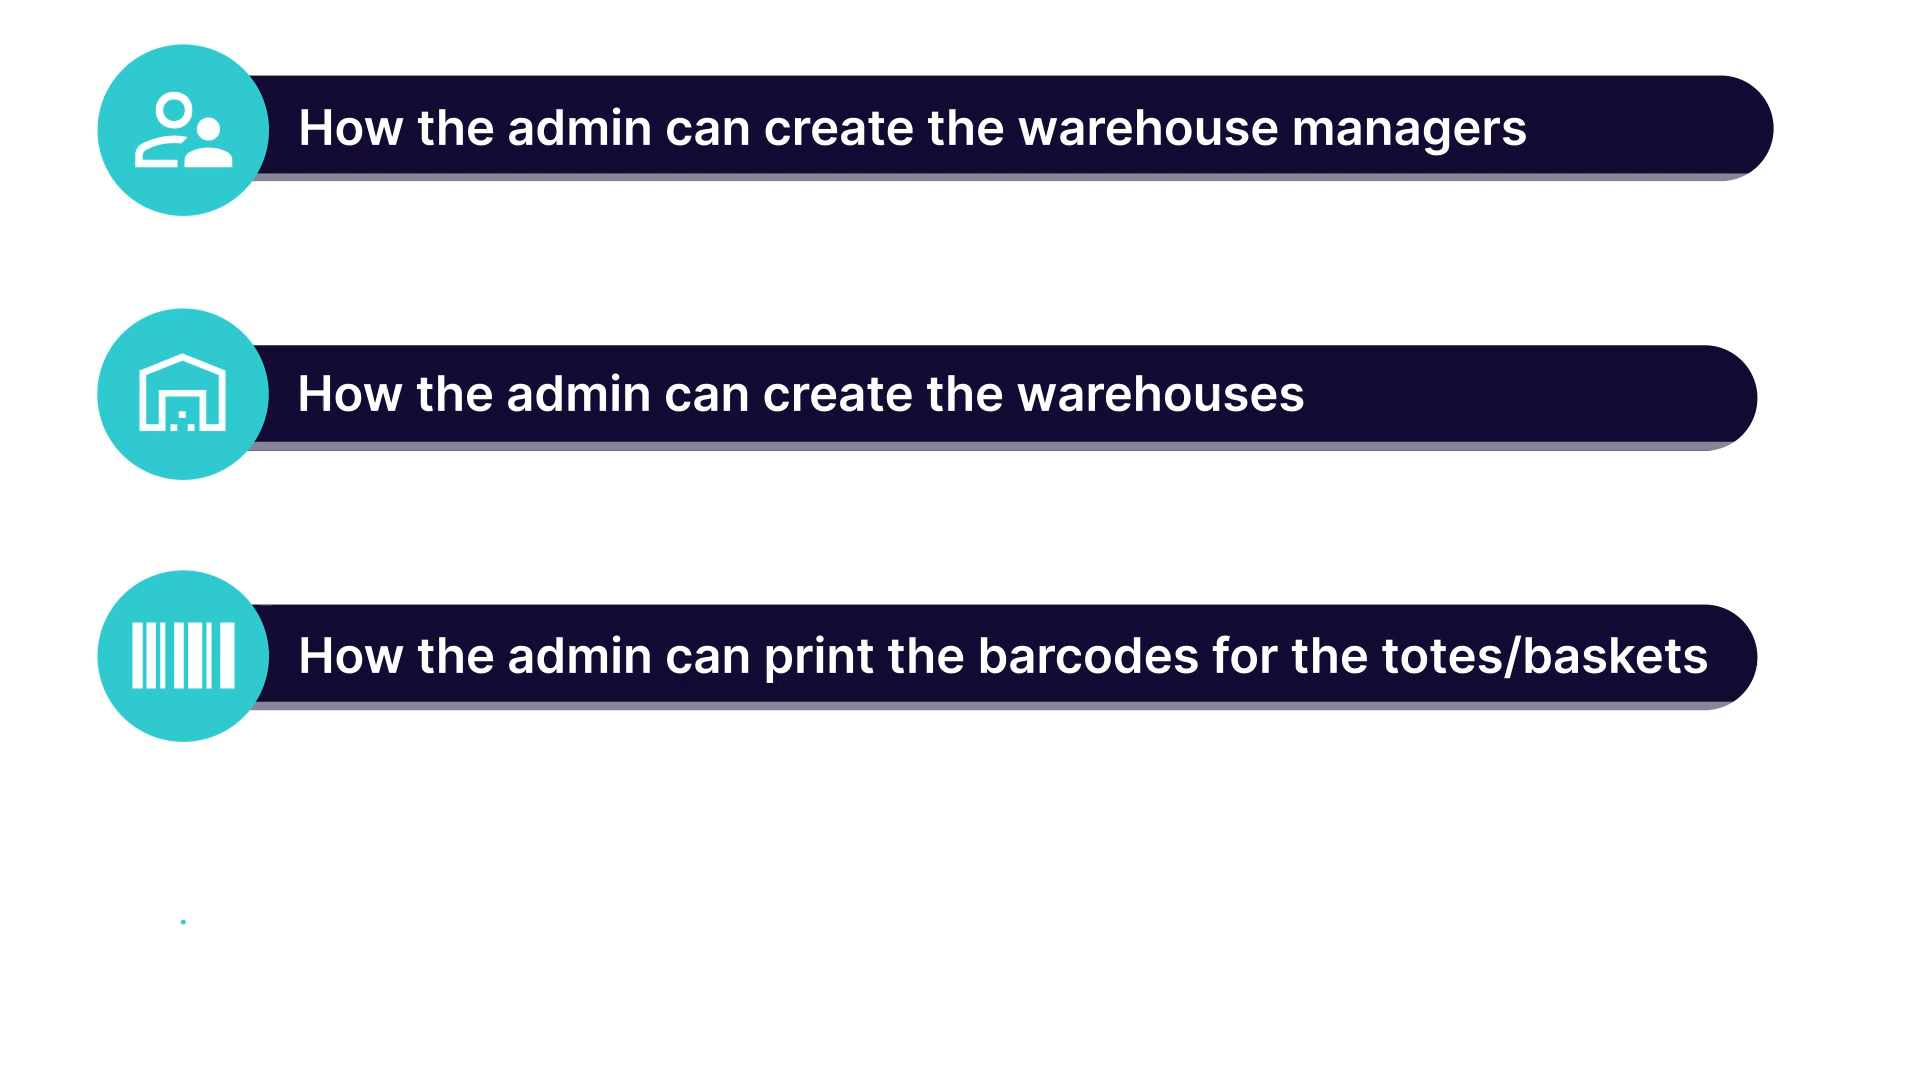 How the admin can create the warehouse managers
How the admin can create the warehouses
How the admin can print the barcodes for the totes/baskets